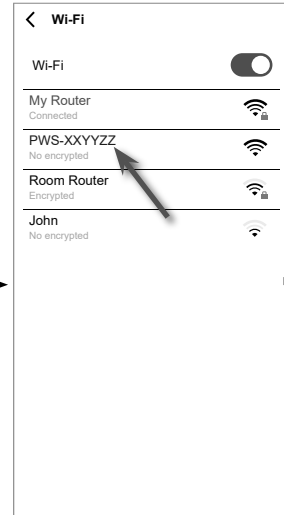 Wi-Fi
Wi-Fi
My Router
Connected
PWS-XXYYZZ
No encrypted
Room Router
Encrypted
John
No encrypted